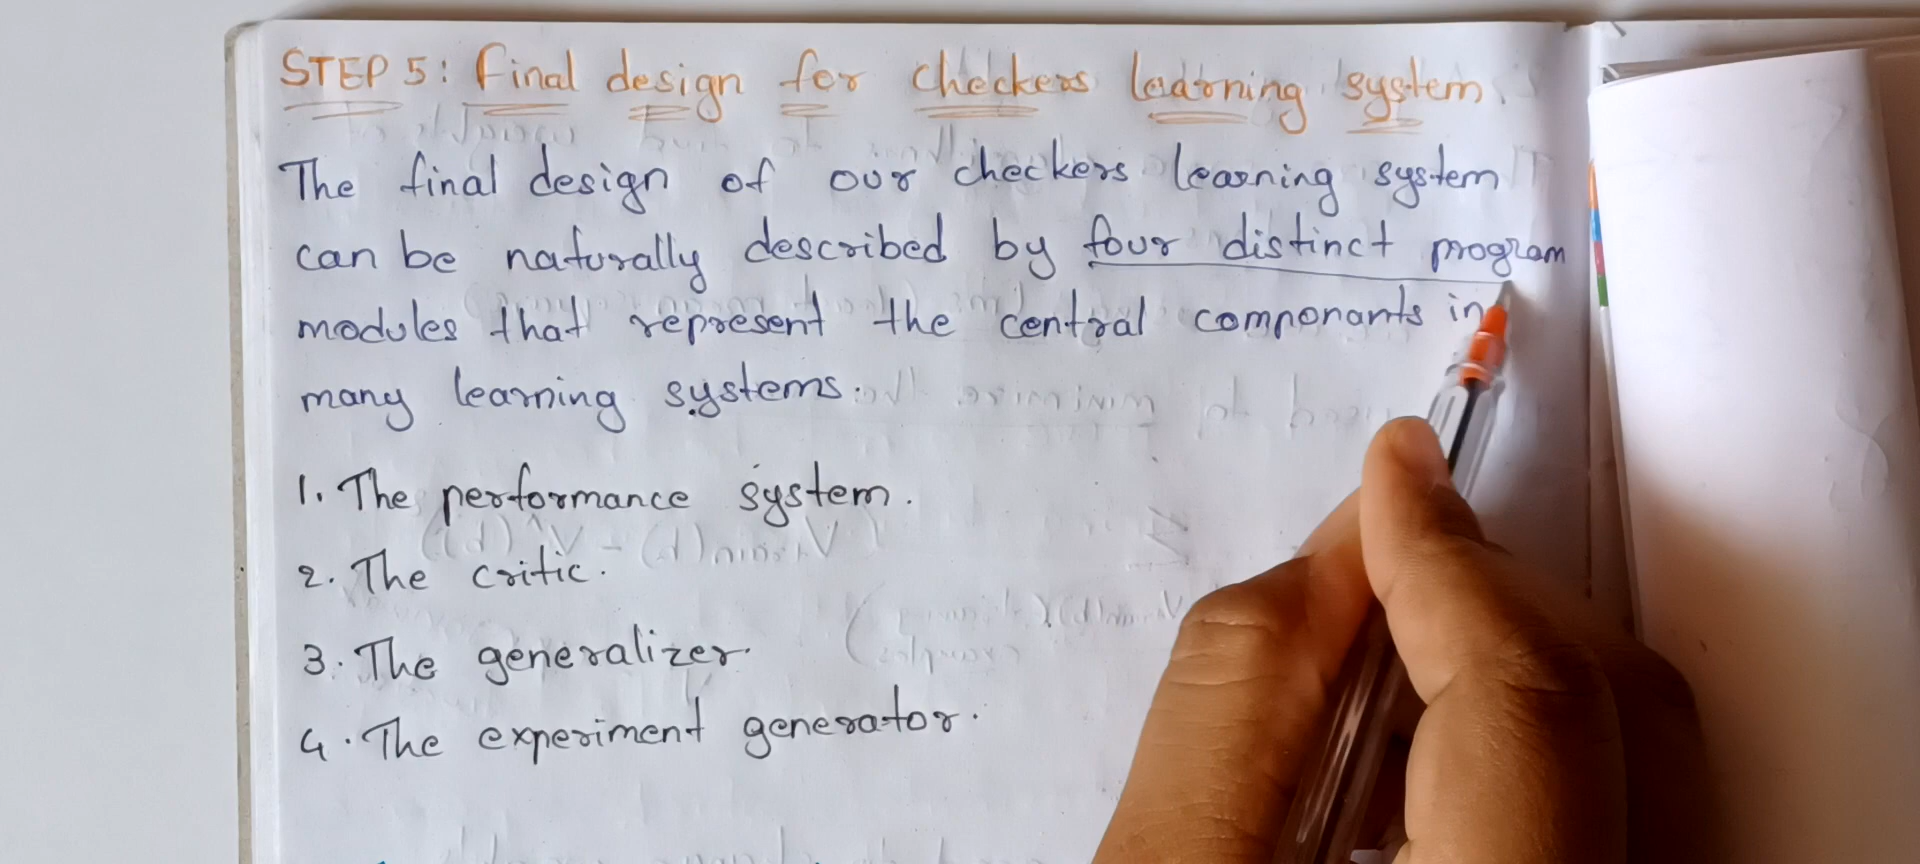 STEP 5: Final design for checkers learning system.
The final design of our checkers learning system
can be naturally described by four distinct program
modules that represent the central componants in
many learning systems.
1. The performance system.
2. The critic.
3. The generalizer.
4. The experiment generator.